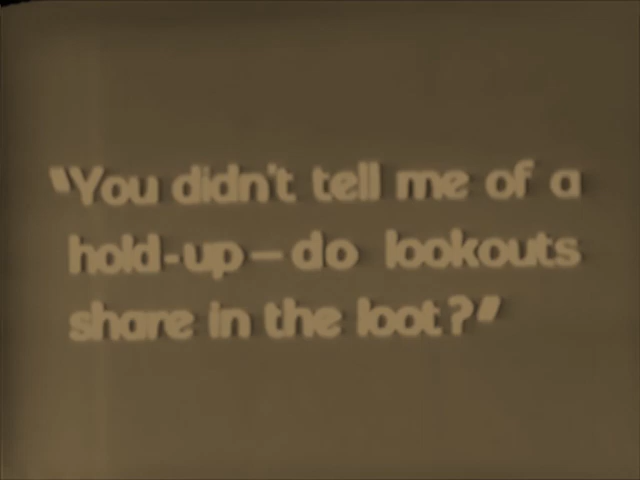 "You didn't tell me of a
hold-up — do lookouts
share in the loot?"